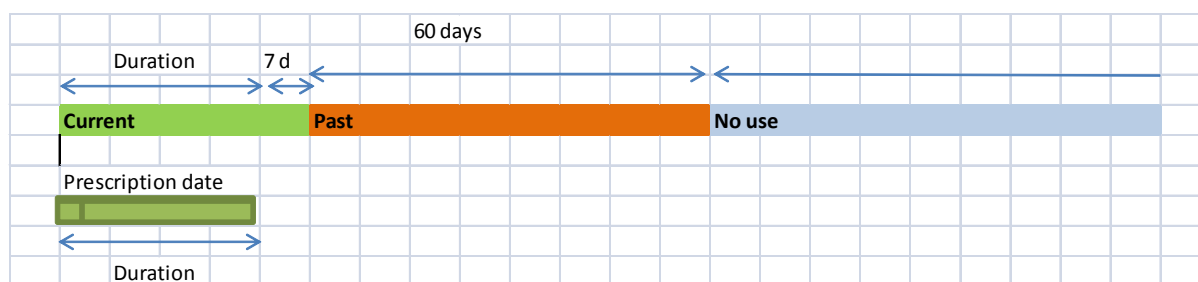 60 days
Duration 7 d
Current Past No use
Prescription date
Duration